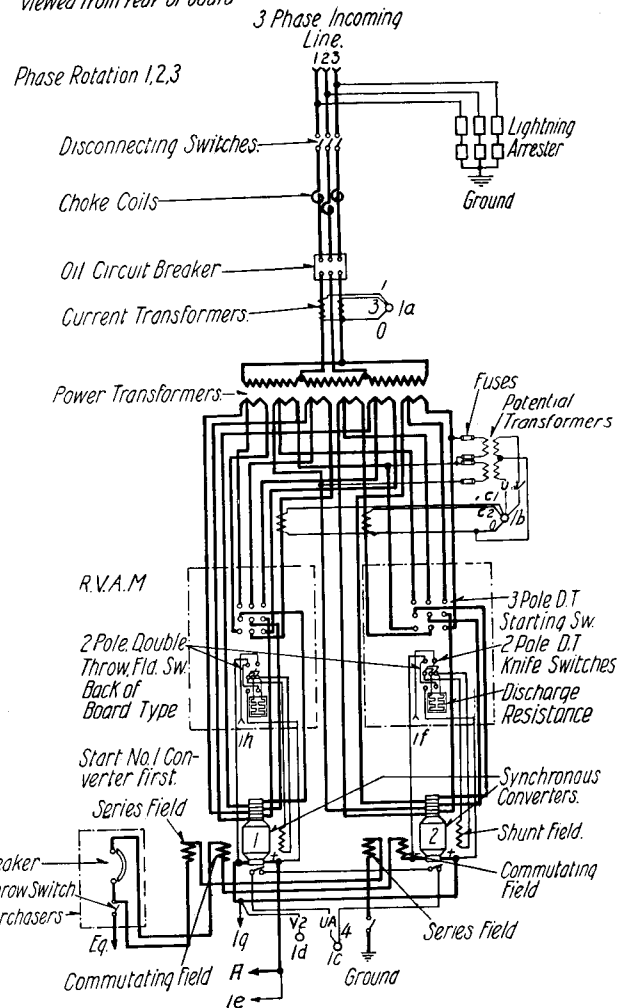 viewed from rear of board
3 Phase Incoming
Line.
1 2 3
Phase Rotation 1,2,3
Lightning
Arrester
Disconnecting Switches.
Ground
Choke Coils
Oil Circuit Breaker
1
Current Transformers.
3
1a
0
Power Transformers
Fuses
Potential
Transformers
C1
C2
0
1b
R.V.A.M
3 Pole D.T
Starting Sw.
2 Pole Double
Throw, Fld. Sw.
Back of
Board Type
2 Pole D.T
Knife Switches
Discharge
Resistance
1h
1f
Start No.1 Con-
verter first.
Synchronous
Converters.
Series Field
1
2
Shunt Field.
Commutating
Field
eaker
hrow Switch
rchasers
Eq.
1g
V2
1d
UA
4
1c
Series Field
Commutating Field
A
Ground
1e